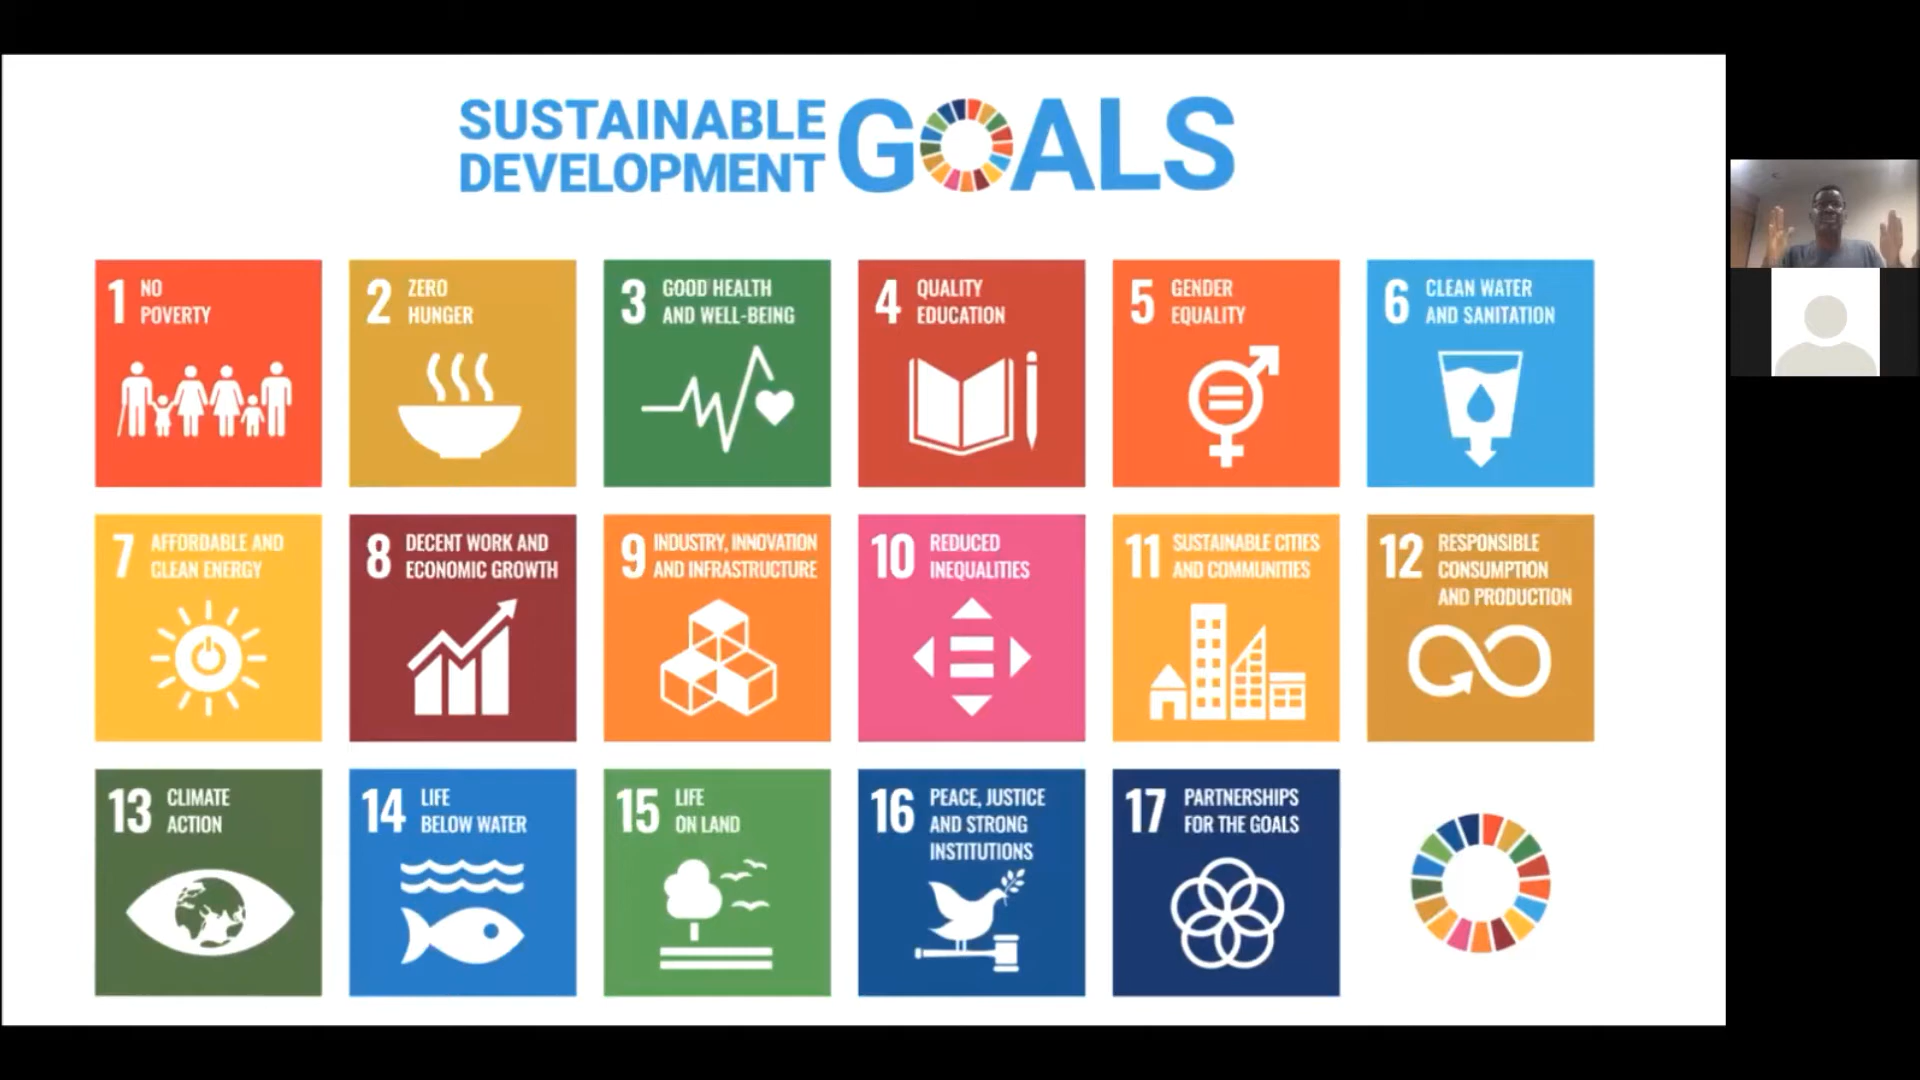 SUSTAINABLE
DEVELOPMENT
GOALS
1 NO
POVERTY
2 ZERO
HUNGER
3 GOOD HEALTH
AND WELL-BEING
4 QUALITY
EDUCATION
5 GENDER
EQUALITY
6 CLEAN WATER
AND SANITATION
7 AFFORDABLE AND
CLEAN ENERGY
8 DECENT WORK AND
ECONOMIC GROWTH
9 INDUSTRY, INNOVATION
AND INFRASTRUCTURE
10 REDUCED
INEQUALITIES
11 SUSTAINABLE CITIES
AND COMMUNITIES
12 RESPONSIBLE
CONSUMPTION
AND PRODUCTION
13 CLIMATE
ACTION
14 LIFE
BELOW WATER
15 LIFE
ON LAND
16 PEACE, JUSTICE
AND STRONG
INSTITUTIONS
17 PARTNERSHIPS
FOR THE GOALS